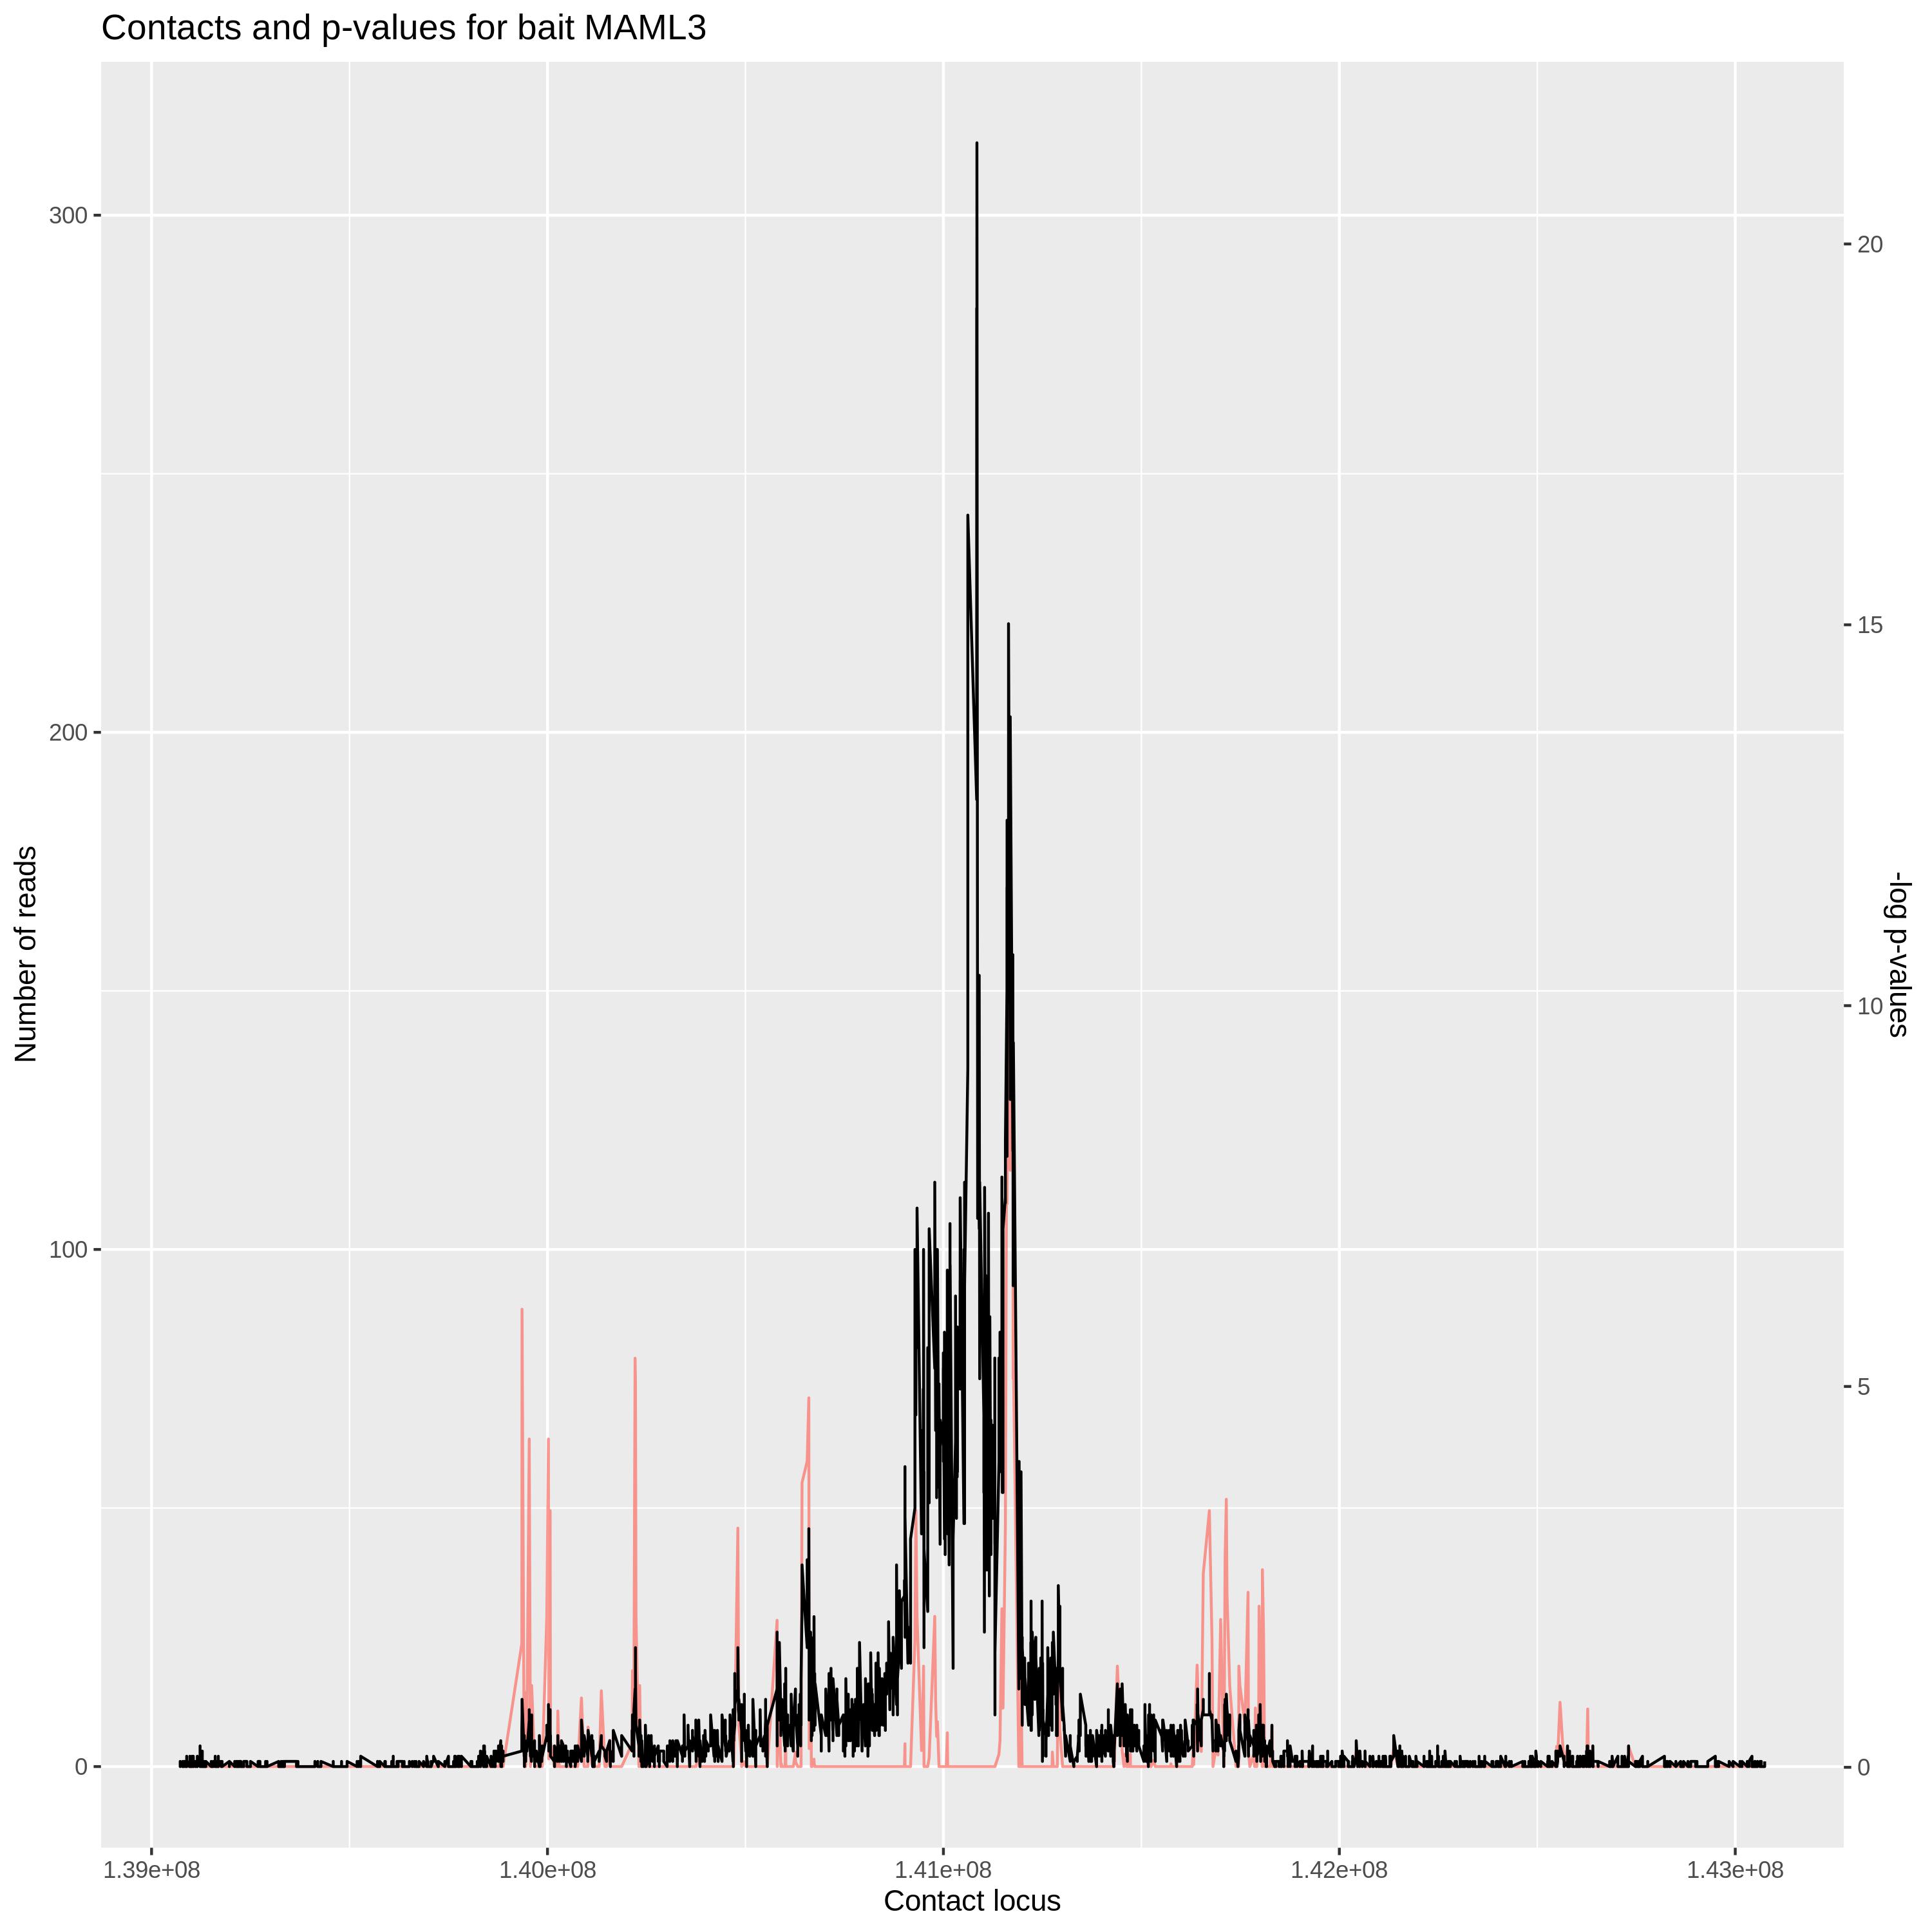 Contacts and p-values for bait MAML3
300
200
100
0
Number of reads
20
15
10
5
0
-log p-values
1.39e+08
1.40e+08
1.41e+08
1.42e+08
1.43e+08
Contact locus